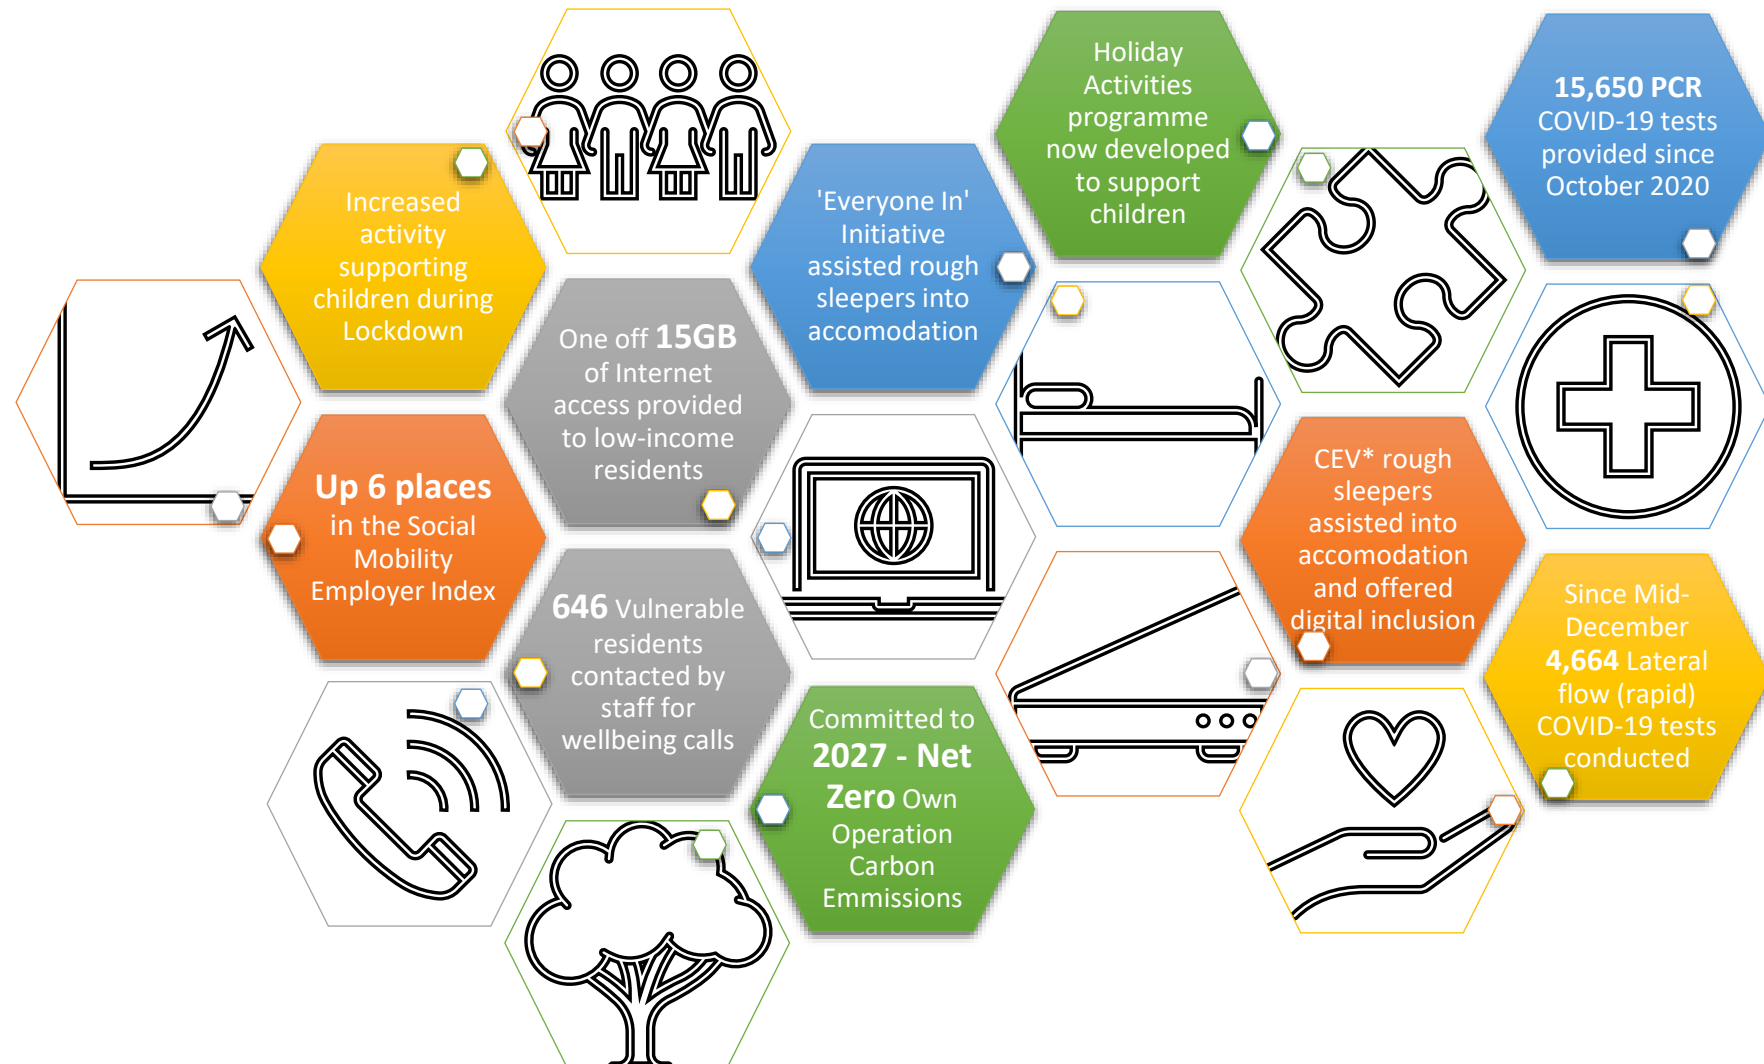 Increased
activity
supporting
children during
Lockdown
Up 6 places
in the Social
Mobility
Employer Index
One off 15GB
of Internet
access provided
to low-income
residents
646 Vulnerable
residents
contacted by
staff for
wellbeing calls
'Everyone In'
Initiative
assisted rough
sleepers into
accomodation
Committed to
2027 - Net
Zero Own
Operation
Carbon
Emmissions
Holiday
Activities
programme
now developed
to support
children
CEV* rough
sleepers
assisted into
accomodation
and offered
digital inclusion
15,650 PCR
COVID-19 tests
provided since
October 2020
Since Mid-
December
4,664 Lateral
flow (rapid)
COVID-19 tests
conducted